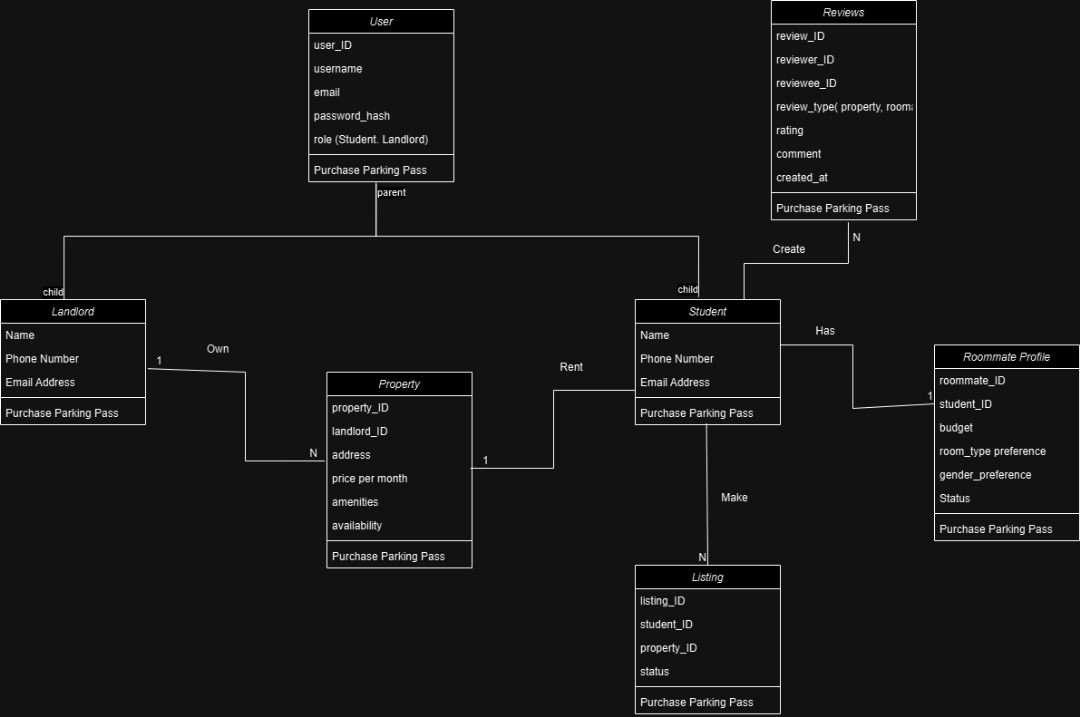 User
user_ID
username
email
password_hash
role (Student. Landlord)
Purchase Parking Pass
parent
Reviews
review_ID
reviewer_ID
reviewee_ID
review_type( property, rooma
rating
comment
created_at
Purchase Parking Pass
N
Create
child
child
Landlord
Name
Phone Number
Email Address
Purchase Parking Pass
1
Own
N
Property
property_ID
landlord_ID
address
price per month
amenities
availability
Purchase Parking Pass
1
Rent
Student
Name
Phone Number
Email Address
Purchase Parking Pass
Has
1
Roommate Profile
roommate_ID
student_ID
budget
room_type preference
gender_preference
Status
Purchase Parking Pass
Make
N
Listing
listing_ID
student_ID
property_ID
status
Purchase Parking Pass